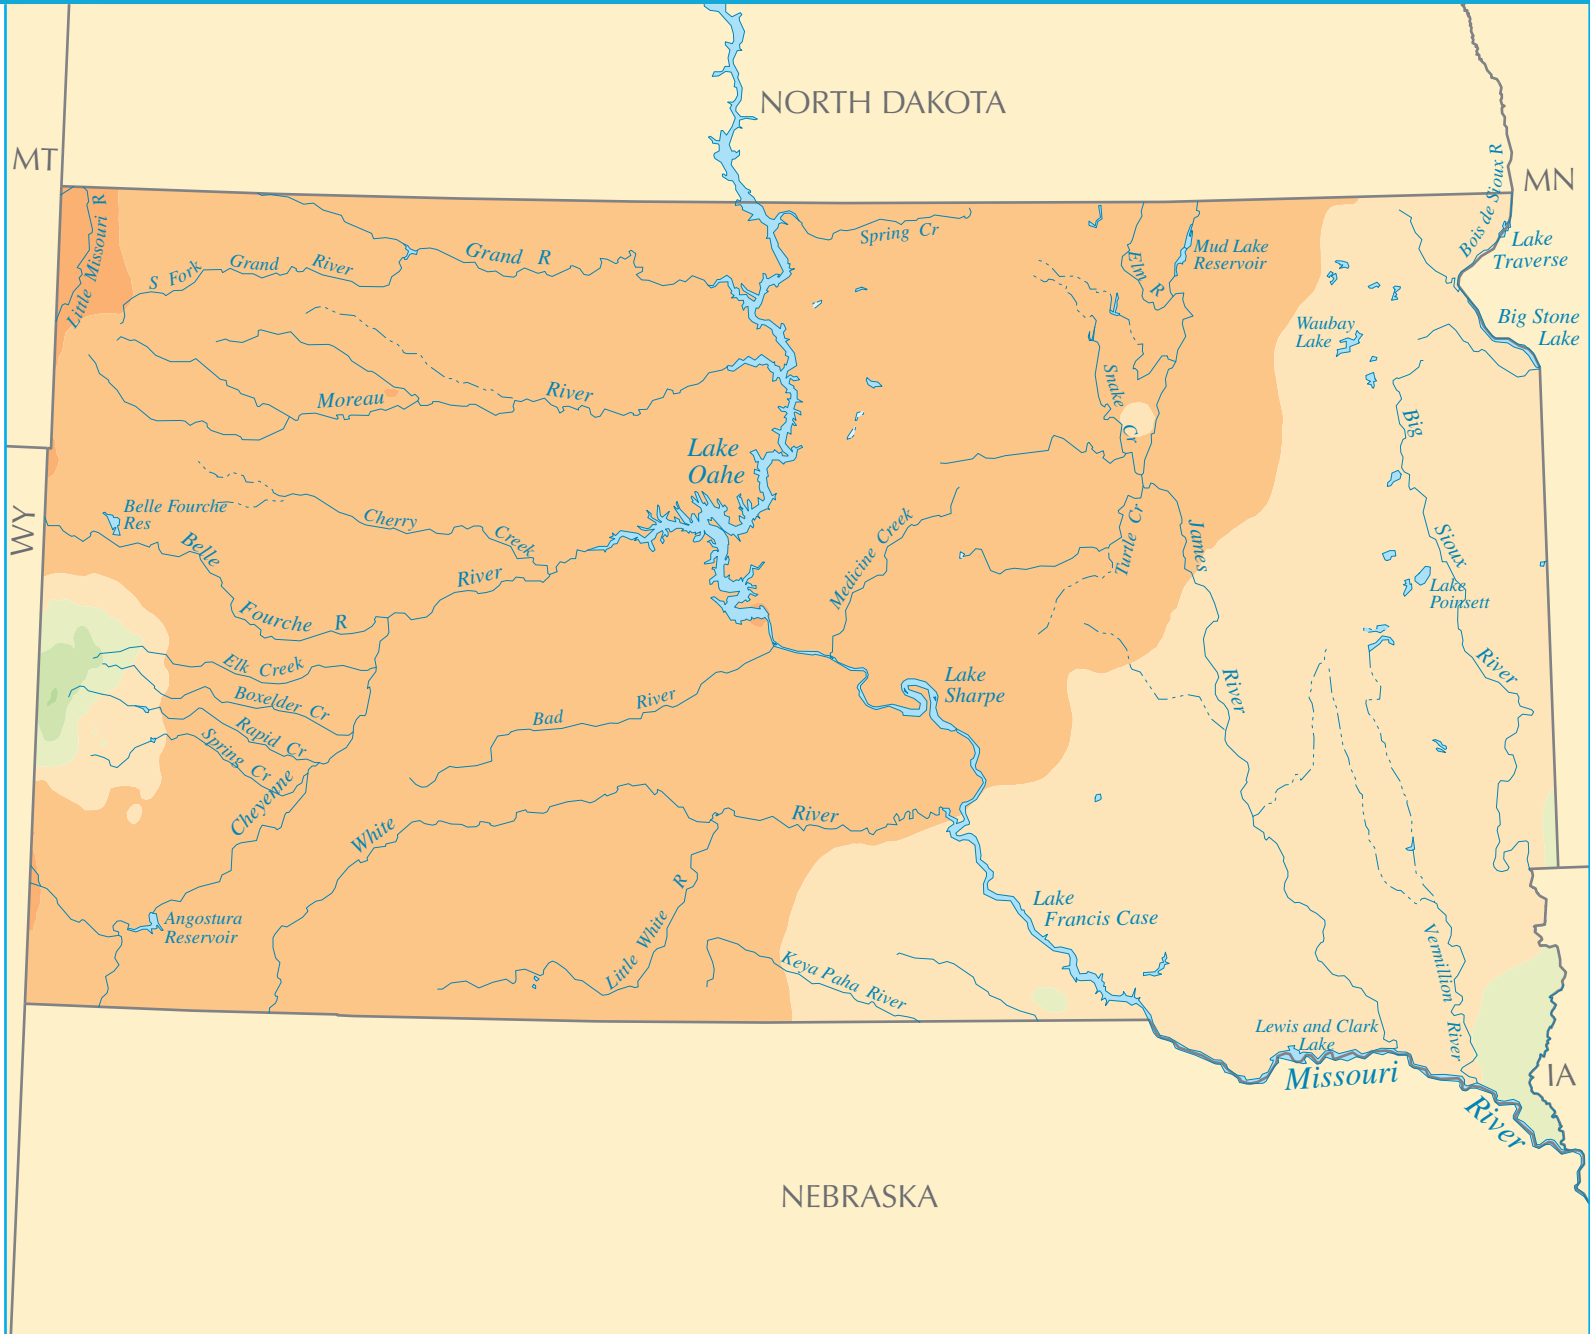 NORTH DAKOTA
MT
MN
Bois de Sioux R
Little Missouri R
S Fork Grand River
Grand R
Spring Cr
Elm R
Mud Lake
Reservoir
Lake
Traverse
Big Stone
Lake
Waubay
Lake
Moreau River
Snake Cr
Big Sioux River
Lake
Oahe
WY
Belle Fourche
Res
Cherry Creek
Medicine Creek
Turtle Cr
James River
Belle Fourche R
River
Lake
Poinsett
Elk Creek
Boxelder Cr
Rapid Cr
Spring Cr
Cheyenne
Bad River
Lake
Sharpe
White River
Little White R
Angostura
Reservoir
Lake
Francis Case
Keya Paha River
Vermillion River
Lewis and Clark
Lake
Missouri River
IA
NEBRASKA